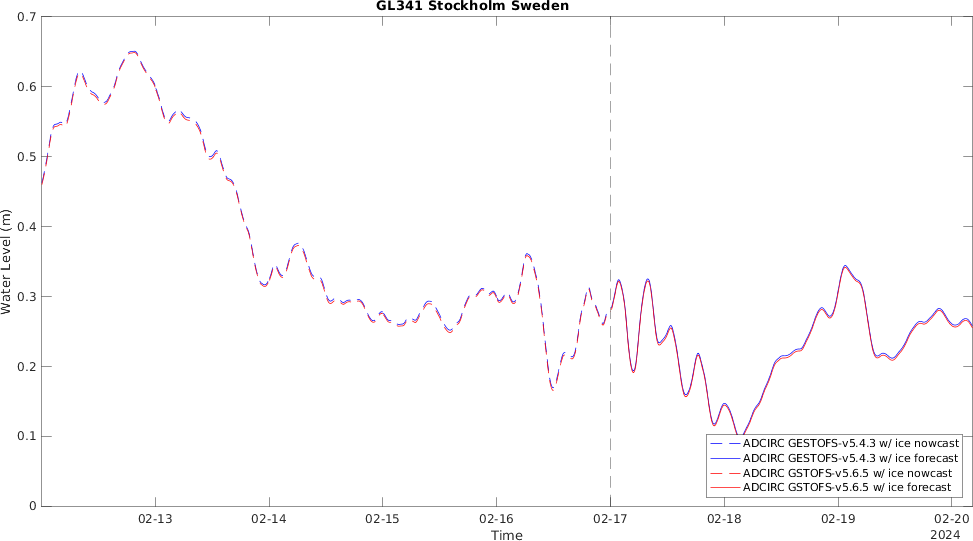 GL341 Stockholm Sweden
0.7
0.6
0.5
0.4
0.3
0.2
0.1
0
Water Level (m)
ADCIRC GESTOFS-v5.4.3 w/ ice nowcast
ADCIRC GESTOFS-v5.4.3 w/ ice forecast
ADCIRC GSTOFS-v5.6.5 w/ ice nowcast
ADCIRC GSTOFS-v5.6.5 w/ ice forecast
02-13 02-14 02-15 02-16 02-17 02-18 02-19 02-20
2024
Time